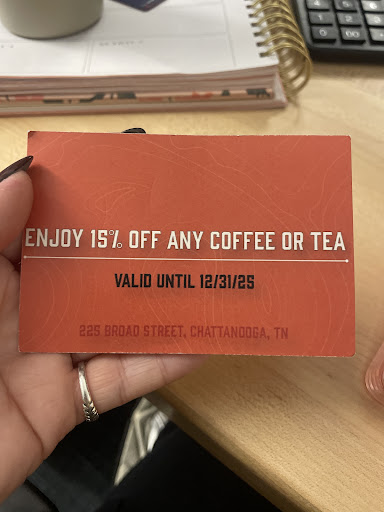 ENJOY 15% OFF ANY COFFEE OR TEA
VALID UNTIL 12/31/25
225 BROAD STREET, CHATTANOOGA, TN